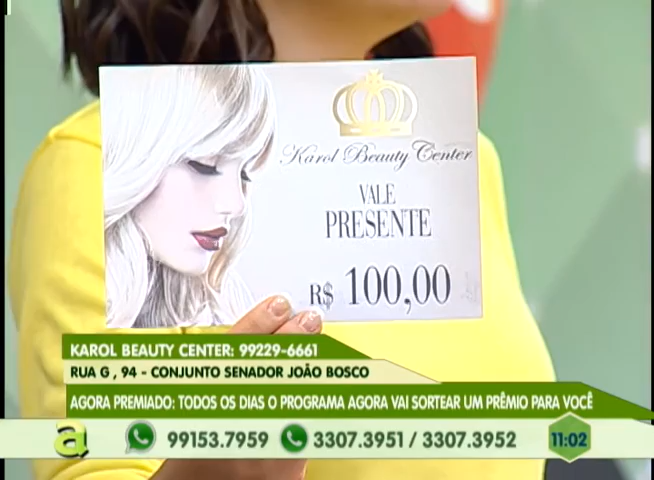 Karol Beauty Center
VALE
PRESENTE
R$ 100,00
KAROL BEAUTY CENTER: 99229-6661
RUA G , 94 - CONJUNTO SENADOR JOÃO BOSCO
AGORA PREMIADO: TODOS OS DIAS O PROGRAMA AGORA VAI SORTEAR UM PRÊMIO PARA VOCÊ
a 99153.7959 3307.3951 / 3307.3952 11:02